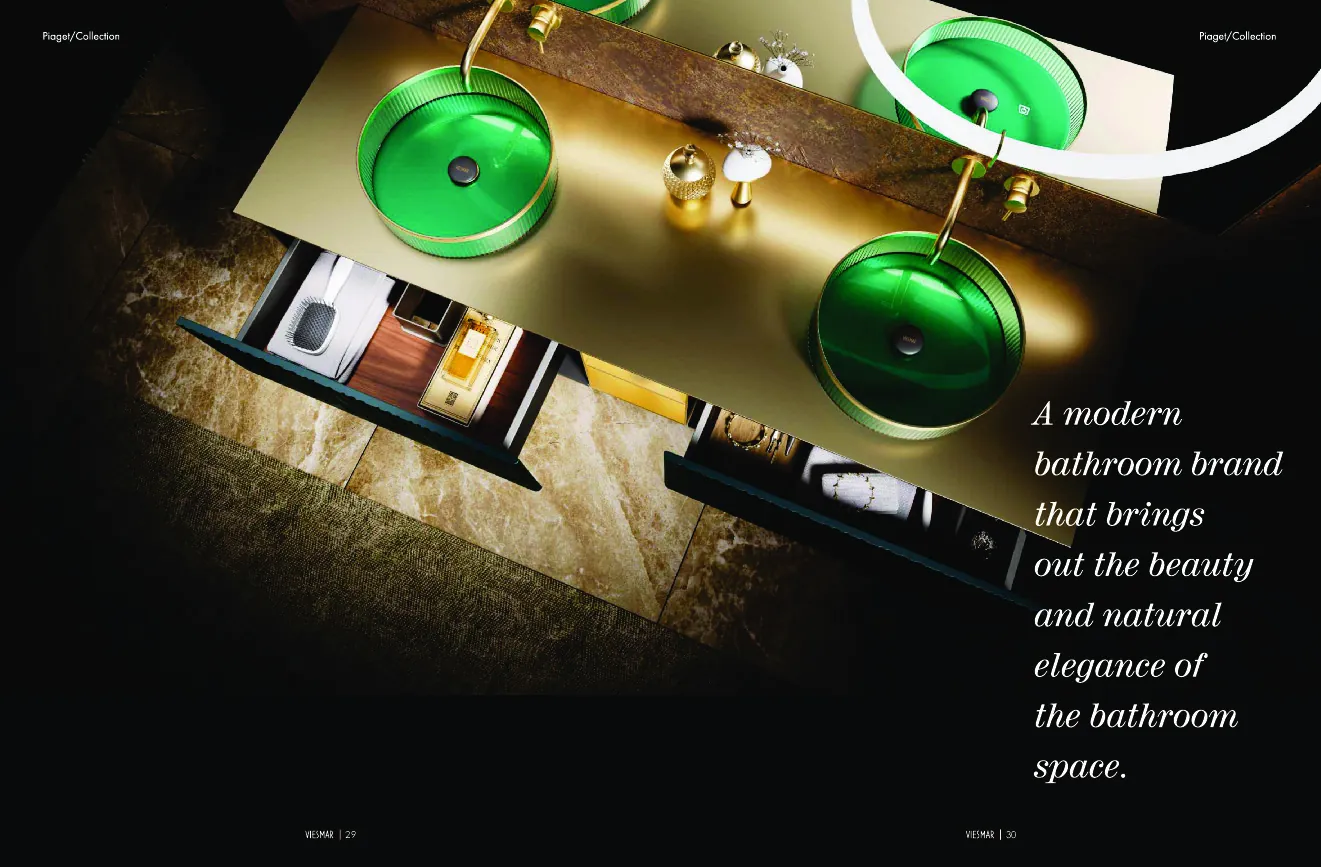 Piaget/Collection
Piaget/Collection
A modern
bathroom brand
that brings
out the beauty
and natural
elegance of
the bathroom
space.
VIESMAR | 29
VIESMAR | 30